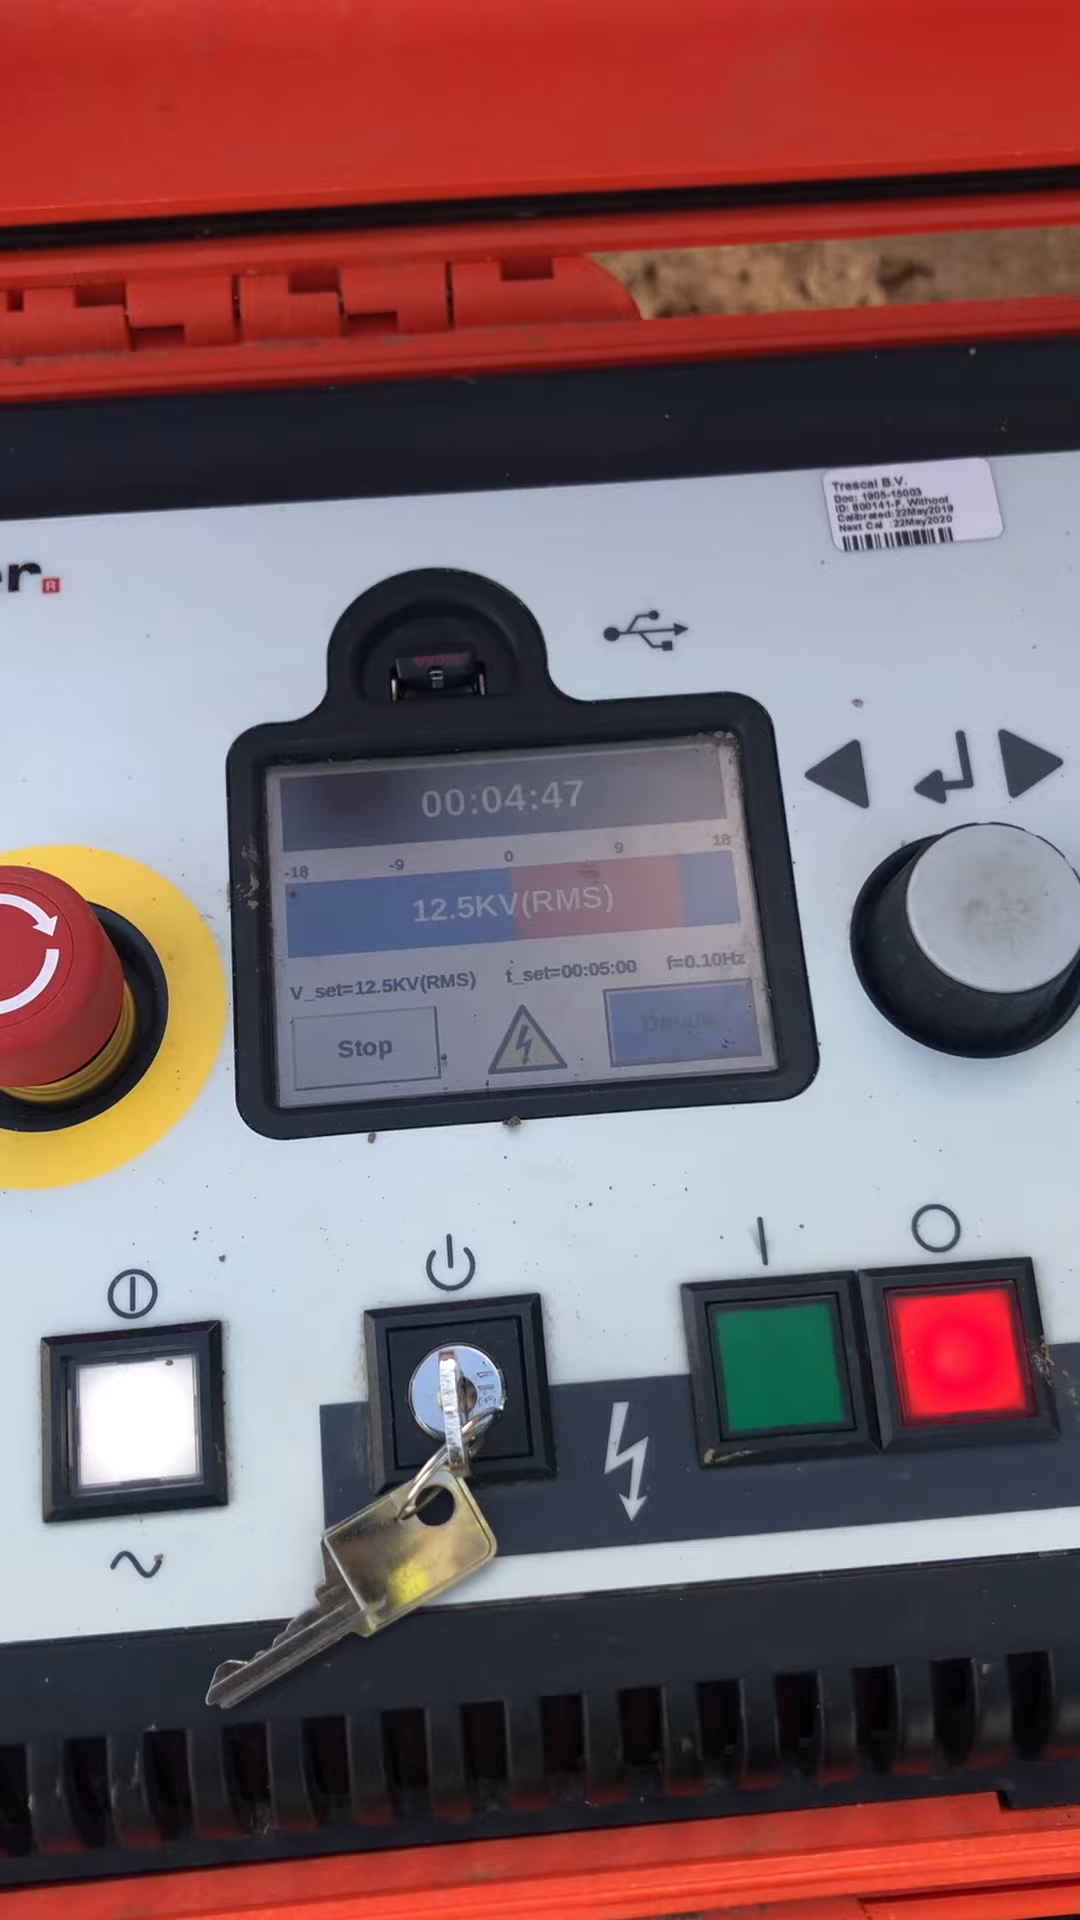 Trescal B.V.
Doc: 1905-15003
ID: 800141-F. Without
Calibrated: 22May2019
Next Cal : 22May2020
er.
R
00:04:47
-18 -9 0 9 18
12.5KV(RMS)
V_set=12.5KV(RMS) t_set=00:05:00 f=0.10Hz
Stop